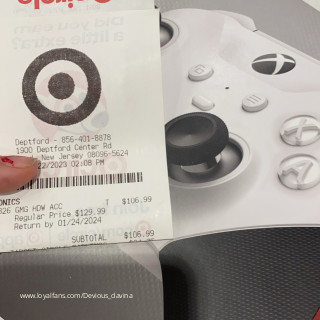 Deptford - 856-401-8878
1900 Deptford Center Rd
New Jersey 08096-5624
22/2023 02:08 PM
ONICS
326 GMG HDW ACC T $106.99
Regular Price $129.99
Return by 01/24/2024
SUBTOTAL $106.99
www.loyalfans.com/Devious_davina